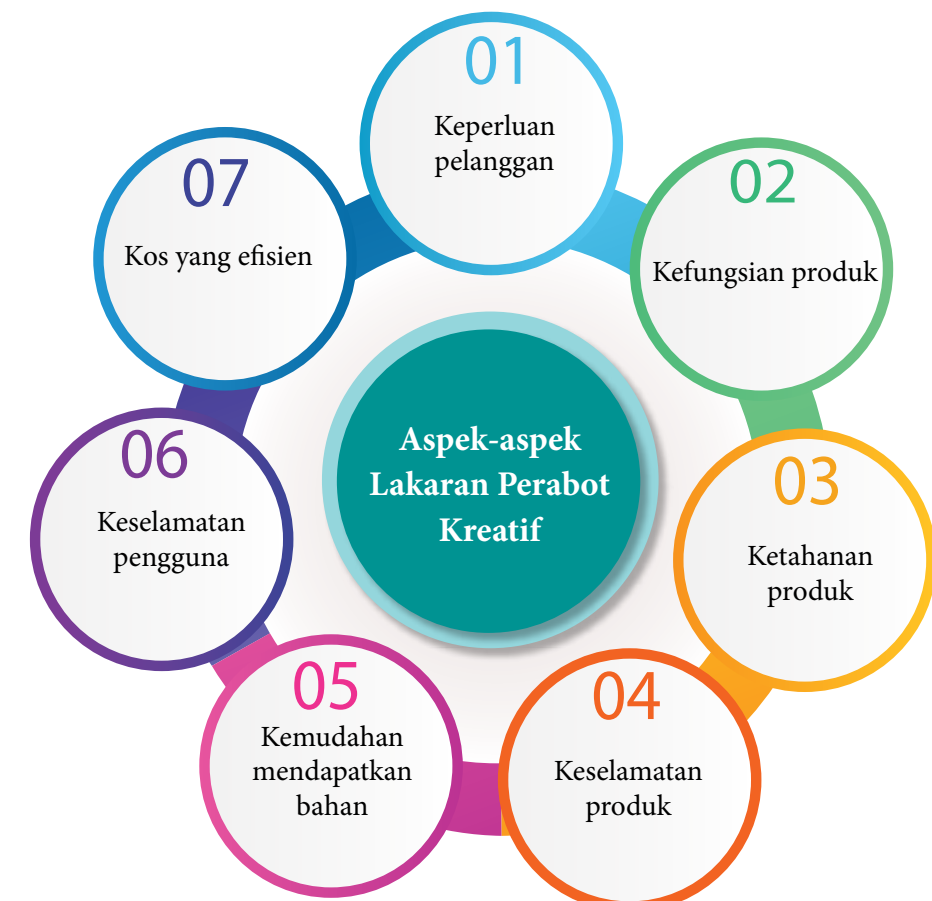 Aspek-aspek
Lakaran Perabot
Kreatif
01
Keperluan
pelanggan
02
Kefungsian produk
03
Ketahanan
produk
04
Keselamatan
produk
05
Kemudahan
mendapatkan
bahan
06
Keselamatan
pengguna
07
Kos yang efisien